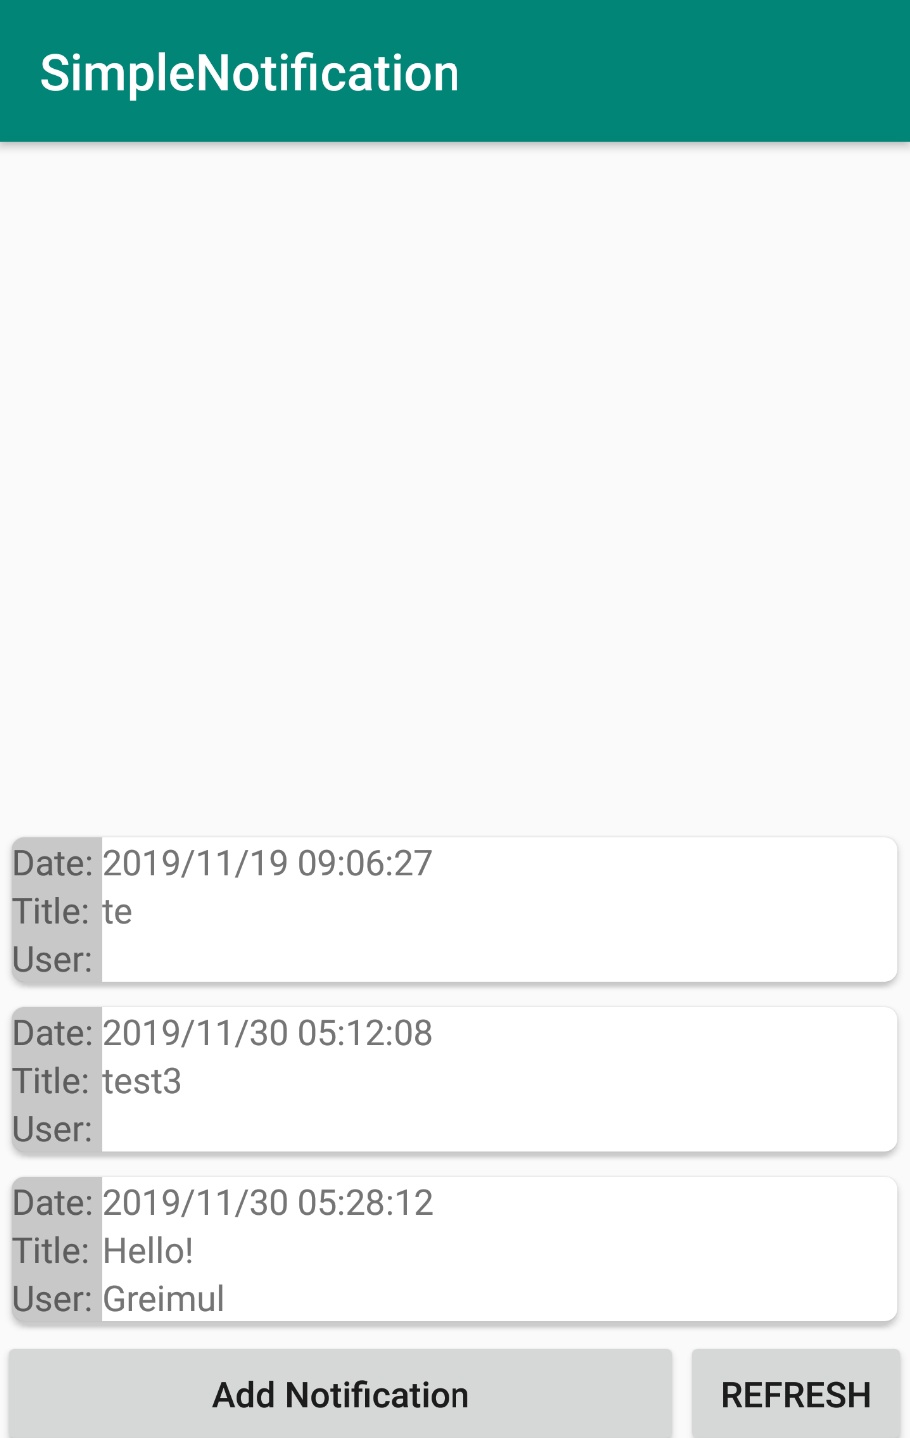 SimpleNotification
Date: 2019/11/19 09:06:27
Title: te
User:
Date: 2019/11/30 05:12:08
Title: test3
User:
Date: 2019/11/30 05:28:12
Title: Hello!
User: Greimul
Add Notification REFRESH